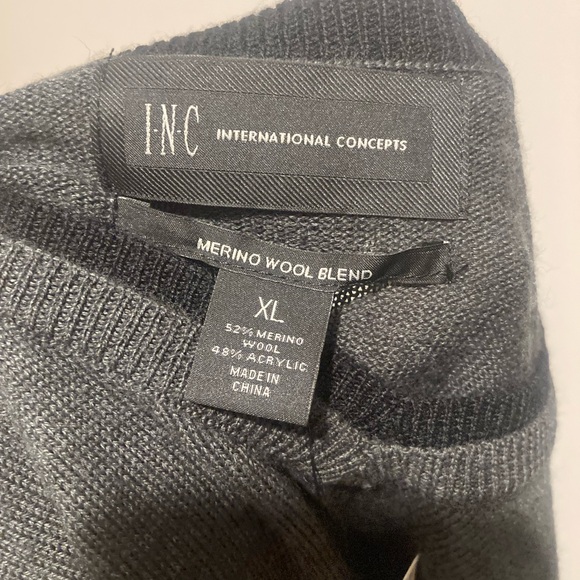 I·N·C INTERNATIONAL CONCEPTS
MERINO WOOL BLEND
XL
52% MERINO
WOOL
48% ACRYLIC
MADE IN
CHINA